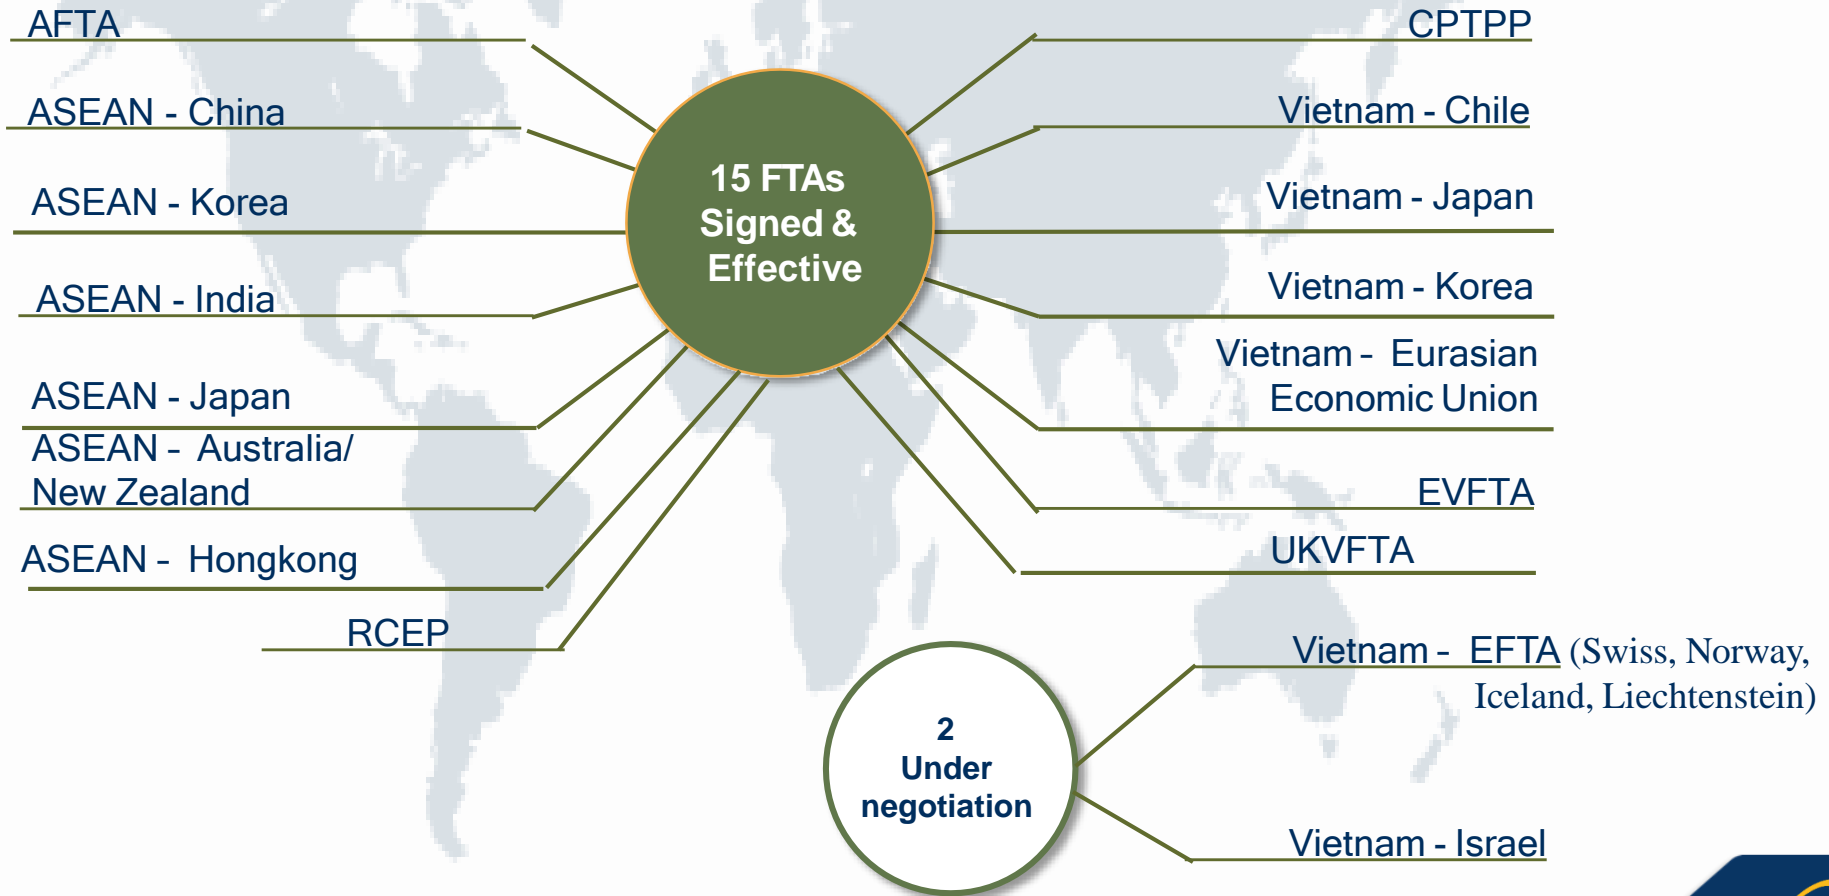 AFTA
ASEAN - China
ASEAN - Korea
ASEAN - India
ASEAN - Japan
ASEAN - Australia/
New Zealand
ASEAN - Hongkong
RCEP
15 FTAs
Signed &
Effective
CPTPP
Vietnam - Chile
Vietnam - Japan
Vietnam - Korea
Vietnam - Eurasian
Economic Union
EVFTA
UKVFTA
2
Under
negotiation
Vietnam - EFTA (Swiss, Norway,
Iceland, Liechtenstein)
Vietnam - Israel